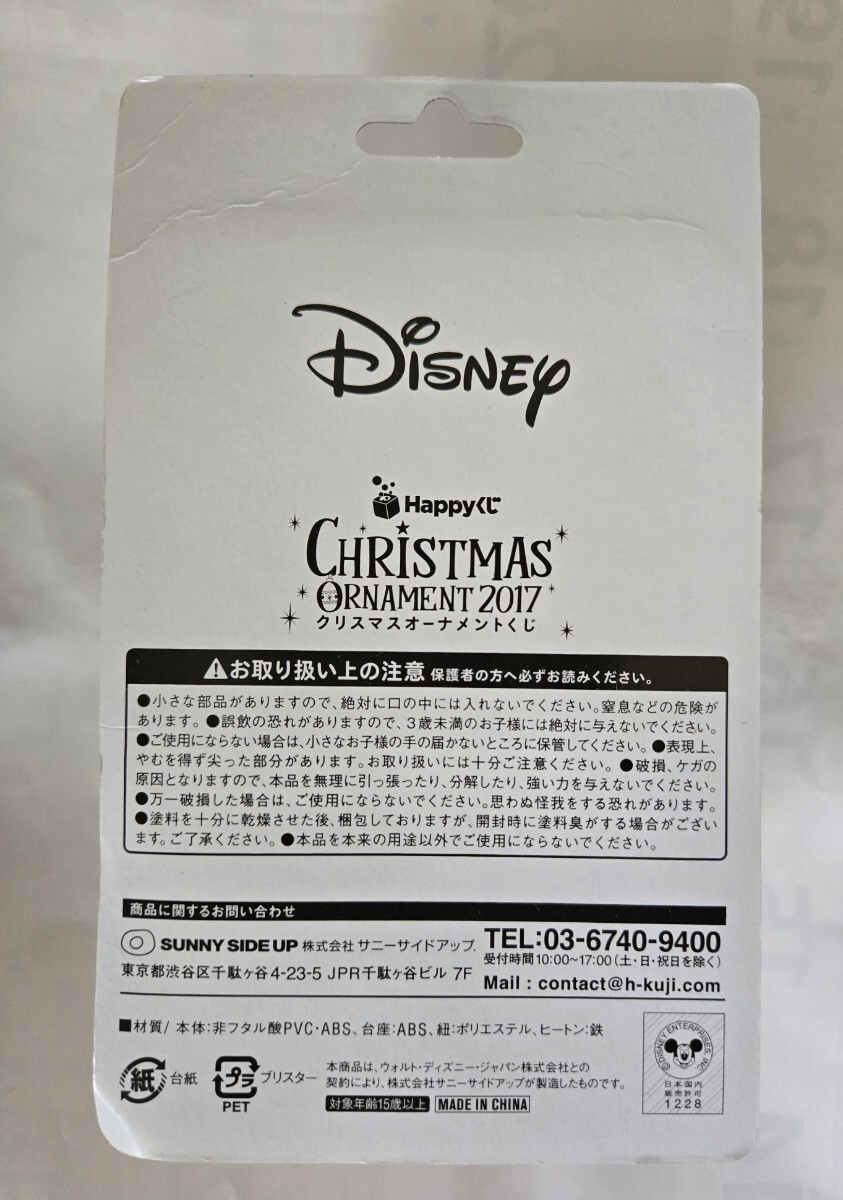 DISNEY
Happyくじ
CHRISTMAS
ORNAMENT 2017
クリスマスオーナメントくじ
お取り扱い上の注意 保護者の方へ必ずお読みください。
●小さな部品がありますので、絶対に口の中には入れないでください。窒息などの危険が
あります。●誤飲の恐れがありますので、3歳未満のお子様には絶対に与えないでください。
●ご使用にならない場合は、小さなお子様の手の届かないところに保管してください。●表現上、
やむを得ず尖った部分があります。お取り扱いには十分ご注意ください。●破損、ケガの
原因となりますので、本品を無理に引っ張ったり、分解したり、強い力を与えないでください。
●万一破損した場合は、ご使用にならないでください。思わぬ怪我をする恐れがあります。
●塗料を十分に乾燥させた後、梱包しておりますが、開封時に塗料臭がする場合がござい
ます。ご了承ください。●本品を本来の用途以外でご使用にならないでください。
商品に関するお問い合わせ
SUNNY SIDE UP 株式会社 サニーサイドアップ.
東京都渋谷区千駄ヶ谷4-23-5 JPR千駄ヶ谷ビル 7F
TEL:03-6740-9400
受付時間10:00~17:00(土・日・祝日を除く)
Mail : contact@h-kuji.com
■材質/ 本体:非フタル酸PVC・ABS、台座:ABS、紐:ポリエステル、ヒートン:鉄
紙 台紙
プラ ブリスター
PET
本商品は、ウォルト・ディズニー・ジャパン株式会社との
契約により、株式会社サニーサイドアップが製造したものです。
対象年齢15歳以上 MADE IN CHINA
©DISNEY ENTERPRISES, INC.
日本国内
販売許可
1228